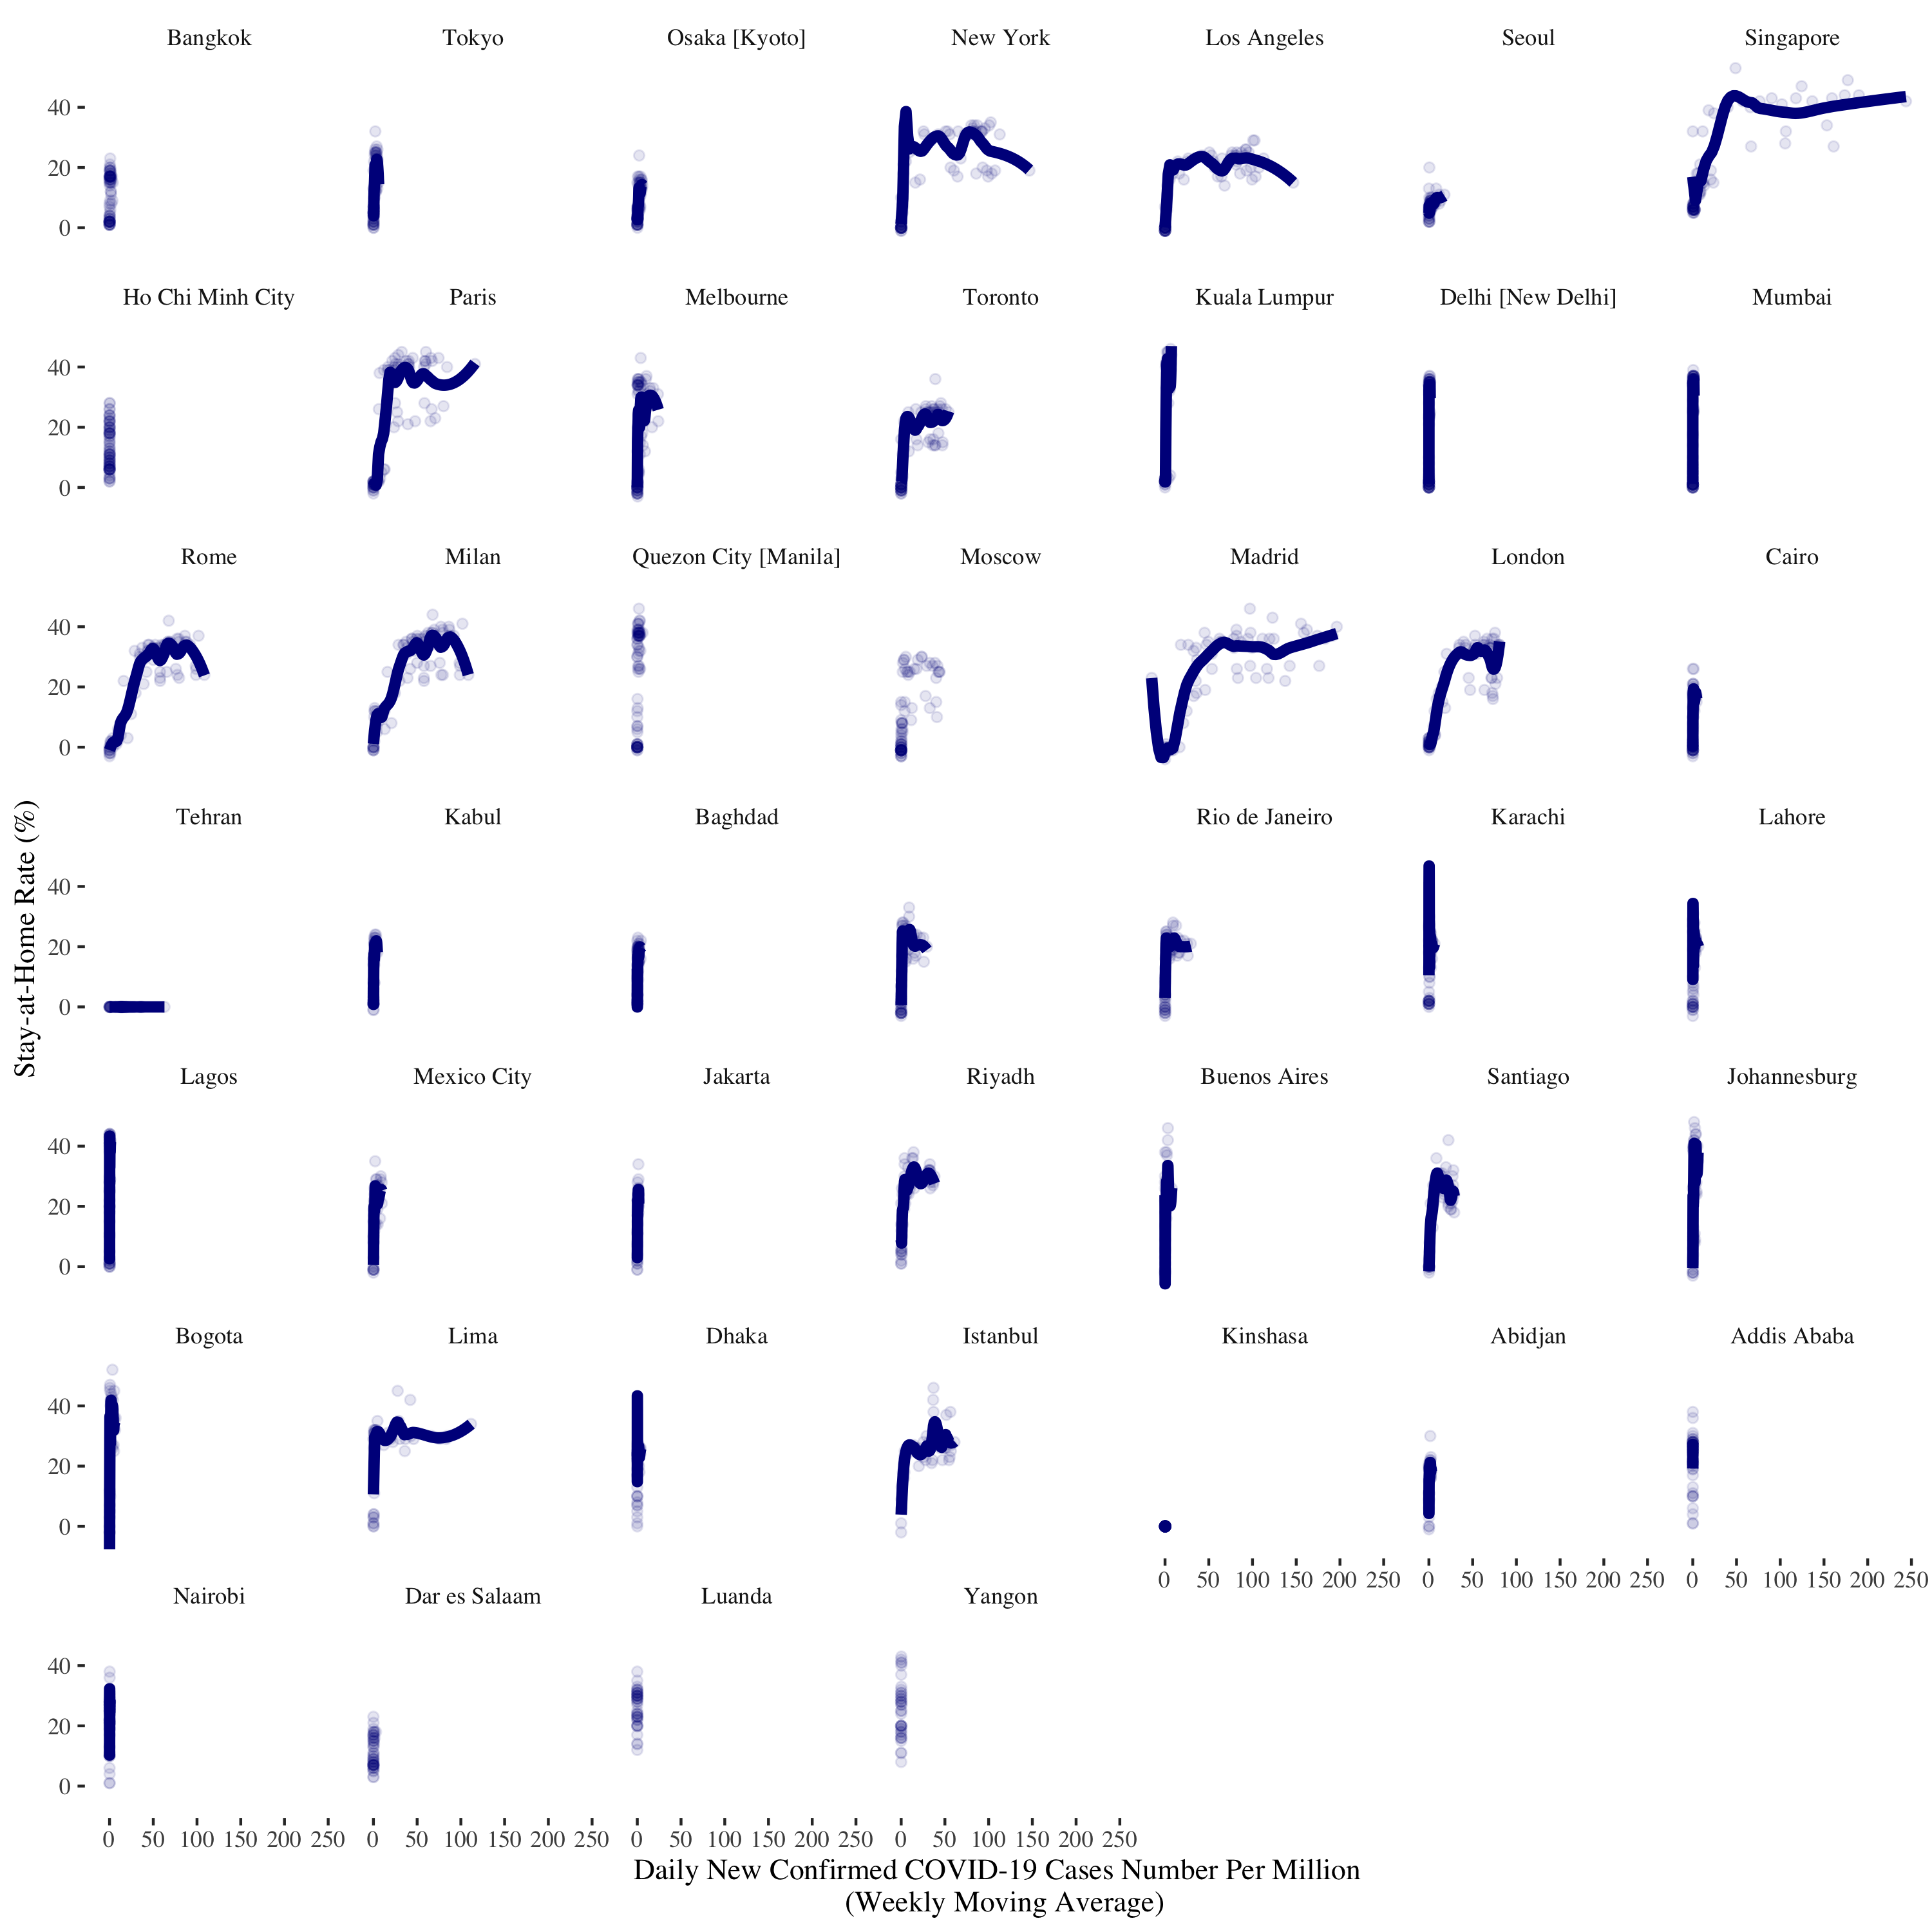 Bangkok Tokyo Osaka [Kyoto] New York Los Angeles Seoul Singapore
40
20
0
Ho Chi Minh City Paris Melbourne Toronto Kuala Lumpur Delhi [New Delhi] Mumbai
40
20
0
Rome Milan Quezon City [Manila] Moscow Madrid London Cairo
40
20
0
Stay-at-Home Rate (%)
Tehran Kabul Baghdad Rio de Janeiro Karachi Lahore
40
20
0
Lagos Mexico City Jakarta Riyadh Buenos Aires Santiago Johannesburg
40
20
0
Bogota Lima Dhaka Istanbul Kinshasa Abidjan Addis Ababa
40
20
0
0 50 100 150 200 250 0 50 100 150 200 250 0 50 100 150 200 250
Nairobi Dar es Salaam Luanda Yangon
40
20
0
0 50 100 150 200 250 0 50 100 150 200 250 0 50 100 150 200 250 0 50 100 150 200 250
Daily New Confirmed COVID-19 Cases Number Per Million
(Weekly Moving Average)